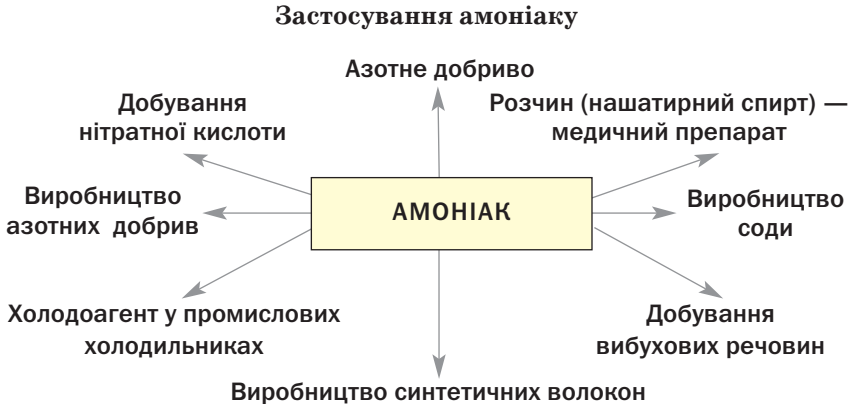 Застосування амоніаку
Азотне добриво
Добування
нітратної кислоти
Розчин (нашатирний спирт) —
медичний препарат
Виробництво
азотних добрив
АМОНІАК
Виробництво
соди
Холодоагент у промислових
холодильниках
Добування
вибухових речовин
Виробництво синтетичних волокон